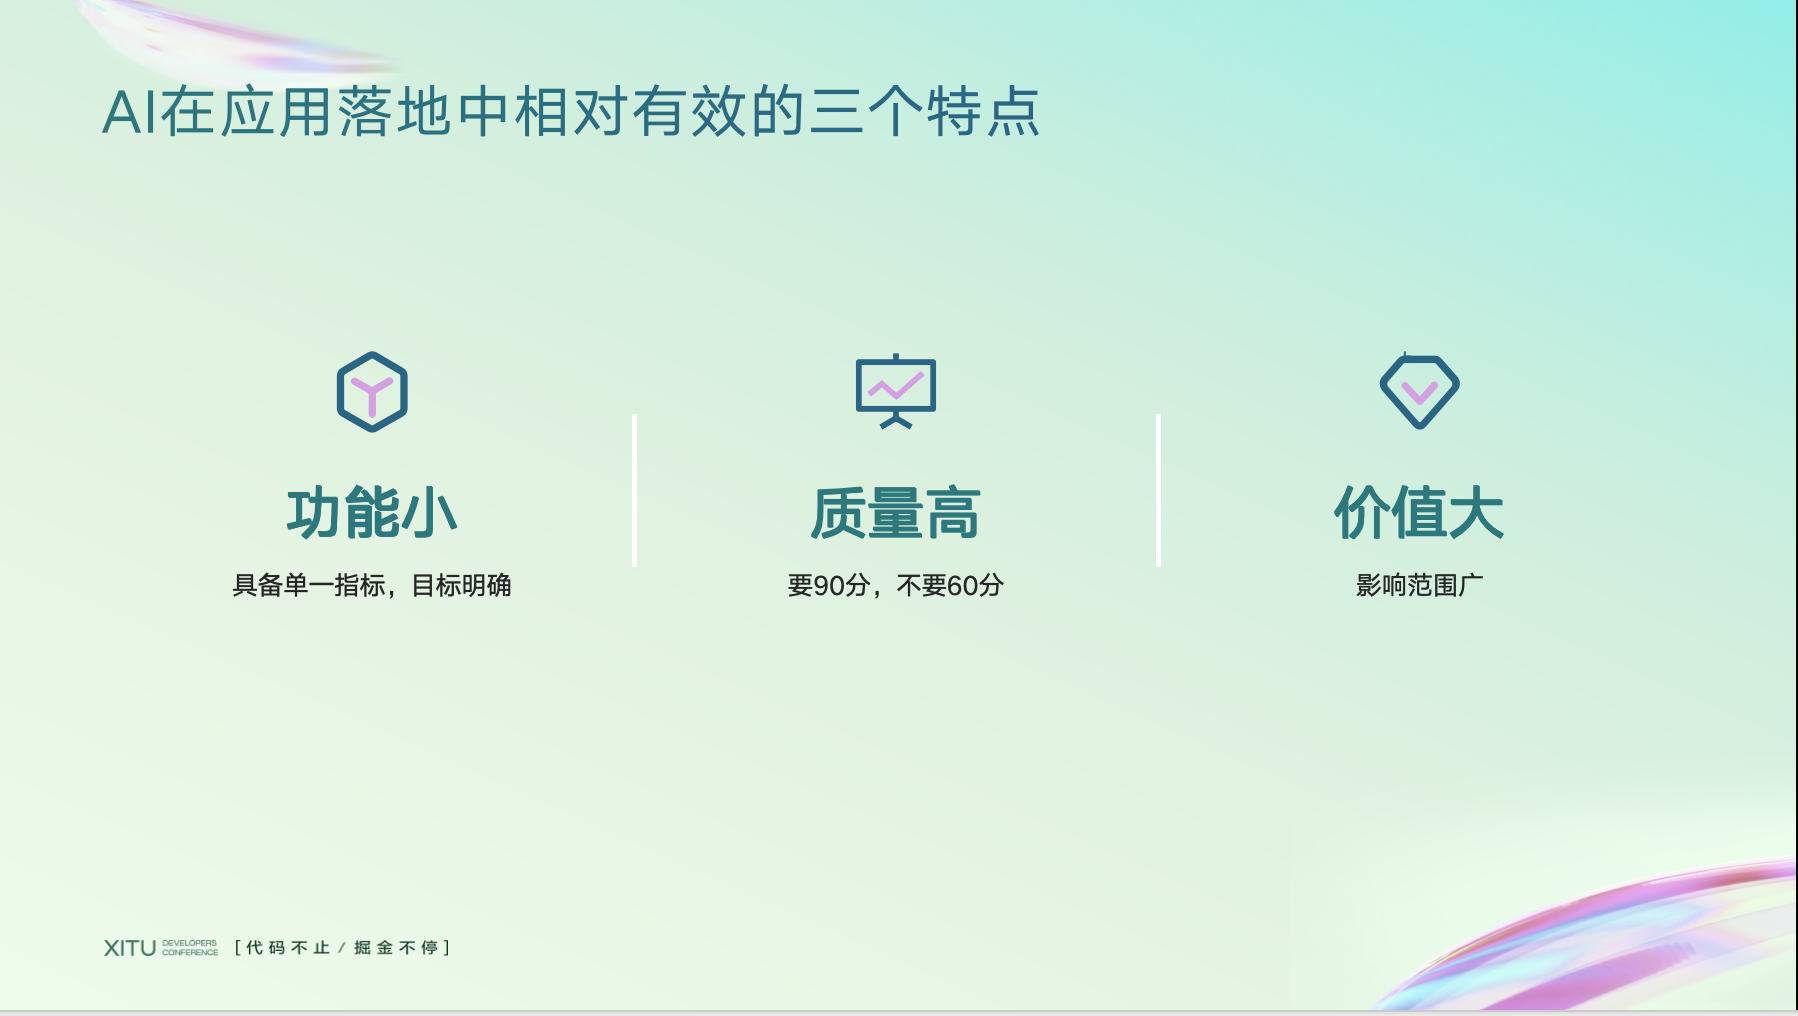 AI在应用落地中相对有效的三个特点
功能小
具备单一指标，目标明确
质量高
要90分，不要60分
价值大
影响范围广
XITU DEVELOPERS CONFERENCE [代码不止/掘金不停]